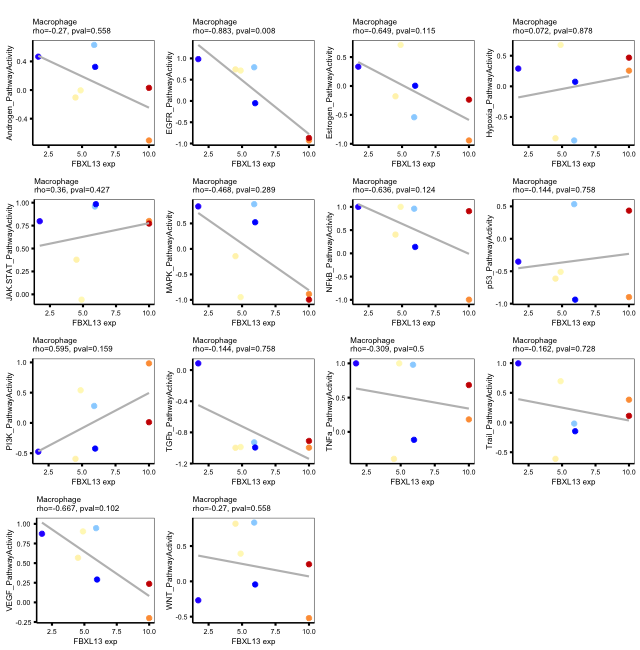 Macrophage
rho=-0.27, pval=0.558
Androgen_PathwayActivity
0.4
0.0
-0.4
2.5 5.0 7.5 10.0
FBXL13 exp
Macrophage
rho=-0.883, pval=0.008
EGFR_PathwayActivity
1.0
0.5
0.0
-0.5
-1.0
2.5 5.0 7.5 10.0
FBXL13 exp
Macrophage
rho=-0.649, pval=0.115
Estrogen_PathwayActivity
0.5
0.0
-0.5
-1.0
2.5 5.0 7.5 10.0
FBXL13 exp
Macrophage
rho=0.072, pval=0.878
Hypoxia_PathwayActivity
0.5
0.0
-0.5
2.5 5.0 7.5 10.0
FBXL13 exp
Macrophage
rho=0.36, pval=0.427
JAK-STAT_PathwayActivity
1.00
0.75
0.50
0.25
0.00
2.5 5.0 7.5 10.0
FBXL13 exp
Macrophage
rho=-0.468, pval=0.289
MAPK_PathwayActivity
0.5
0.0
-0.5
-1.0
2.5 5.0 7.5 10.0
FBXL13 exp
Macrophage
rho=-0.636, pval=0.124
NFkB_PathwayActivity
1.0
0.5
0.0
-0.5
-1.0
2.5 5.0 7.5 10.0
FBXL13 exp
Macrophage
rho=-0.144, pval=0.758
p53_PathwayActivity
0.5
0.0
-0.5
-1.0
2.5 5.0 7.5 10.0
FBXL13 exp
Macrophage
rho=0.595, pval=0.159
PI3K_PathwayActivity
1.0
0.5
0.0
-0.5
2.5 5.0 7.5 10.0
FBXL13 exp
Macrophage
rho=-0.144, pval=0.758
TGFb_PathwayActivity
0.0
-0.4
-0.8
-1.2
2.5 5.0 7.5 10.0
FBXL13 exp
Macrophage
rho=-0.309, pval=0.5
TNFa_PathwayActivity
1.0
0.5
0.0
2.5 5.0 7.5 10.0
FBXL13 exp
Macrophage
rho=-0.162, pval=0.728
Trail_PathwayActivity
1.0
0.5
0.0
-0.5
2.5 5.0 7.5 10.0
FBXL13 exp
Macrophage
rho=-0.667, pval=0.102
VEGF_PathwayActivity
1.00
0.75
0.50
0.25
0.00
-0.25
2.5 5.0 7.5 10.0
FBXL13 exp
Macrophage
rho=-0.27, pval=0.558
WNT_PathwayActivity
0.5
0.0
-0.5
2.5 5.0 7.5 10.0
FBXL13 exp